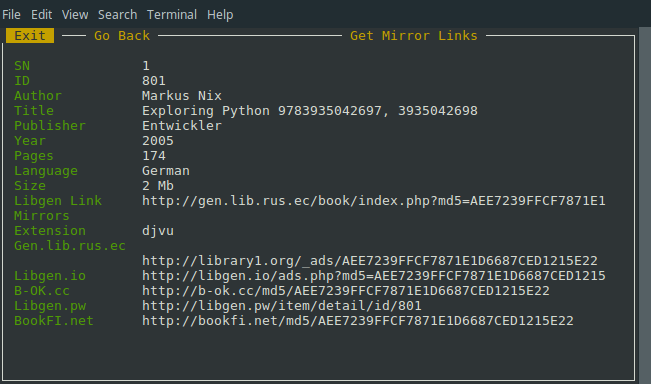 File Edit View Search Terminal Help
Exit Go Back Get Mirror Links
SN 1
ID 801
Author Markus Nix
Title Exploring Python 9783935042697, 3935042698
Publisher Entwickler
Year 2005
Pages 174
Language German
Size 2 Mb
Libgen Link http://gen.lib.rus.ec/book/index.php?md5=AEE7239FFCF7871E1
Mirrors
Extension djvu
Gen.lib.rus.ec
http://library1.org/_ads/AEE7239FFCF7871E1D6687CED1215E22
Libgen.io http://libgen.io/ads.php?md5=AEE7239FFCF7871E1D6687CED1215
B-OK.cc http://b-ok.cc/md5/AEE7239FFCF7871E1D6687CED1215E22
Libgen.pw http://libgen.pw/item/detail/id/801
BookFI.net http://bookfi.net/md5/AEE7239FFCF7871E1D6687CED1215E22